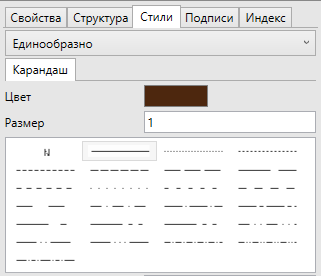 Свойства Структура Стили Подписи Индекс
Единообразно
Карандаш
Цвет
Размер 1
N